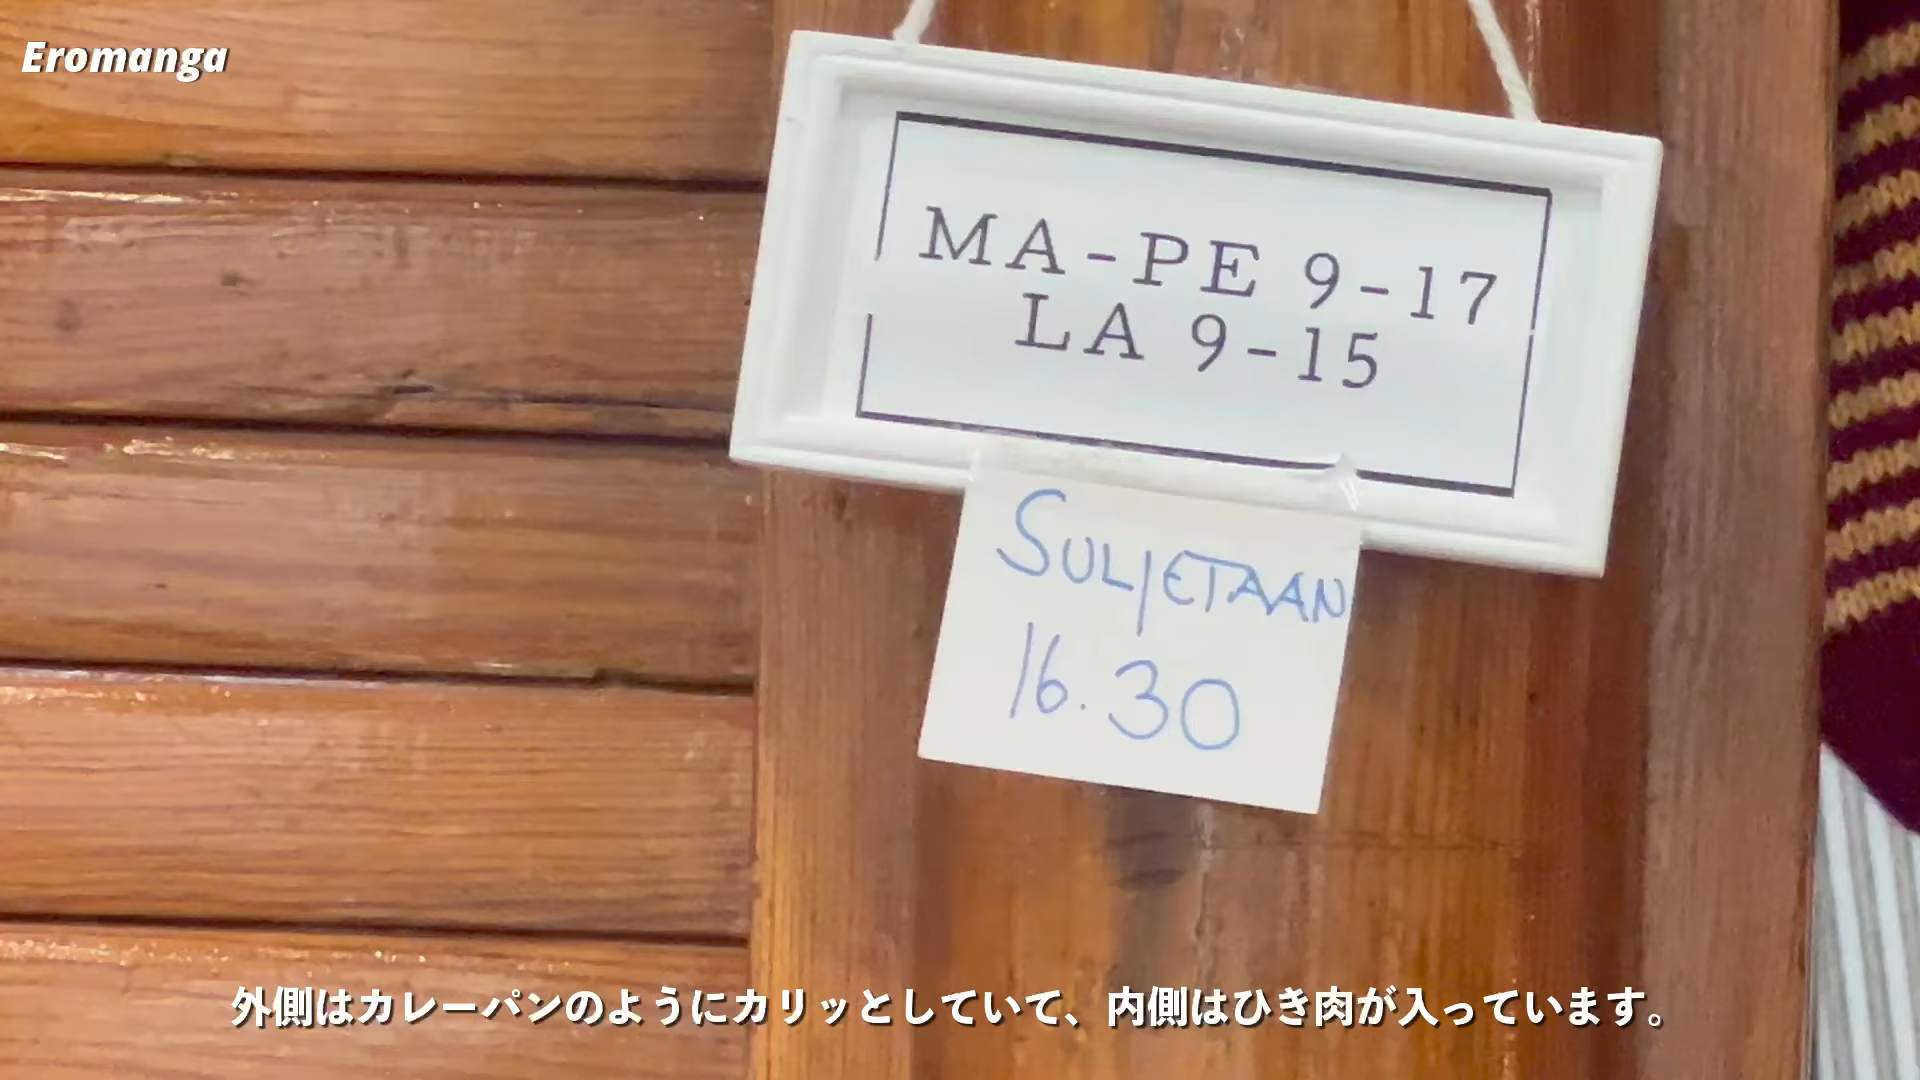 Eromanga
MA-PE 9-17
LA 9-15
SULJETAAN
16.30
外側はカレーパンのようにカリッとしていて、内側はひき肉が入っています。